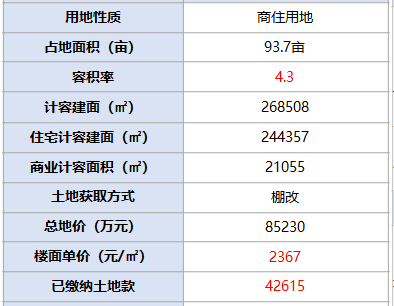 用地性质 商住用地
占地面积（亩） 93.7亩
容积率 4.3
计容建面（㎡） 268508
住宅计容建面（㎡） 244357
商业计容面积（㎡） 21055
土地获取方式 棚改
总地价（万元） 85230
楼面单价（元/㎡） 2367
已缴纳土地款 42615